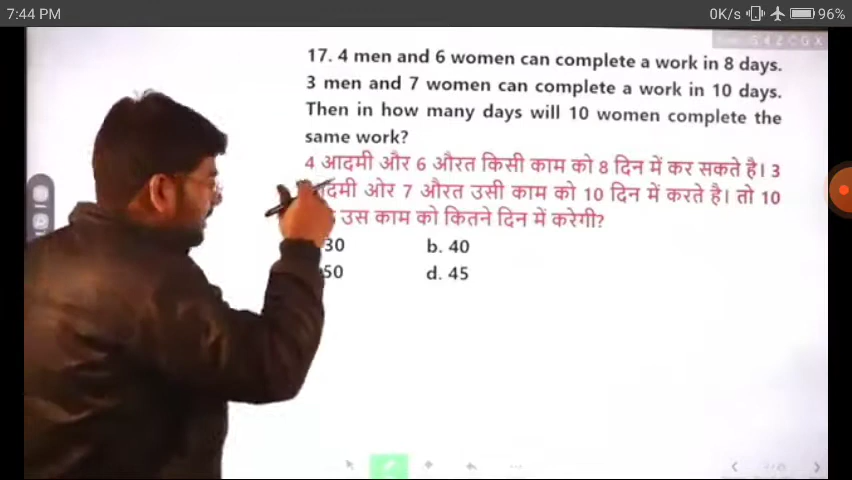 7:44 PM 0K/s 96%
17. 4 men and 6 women can complete a work in 8 days.
3 men and 7 women can complete a work in 10 days.
Then in how many days will 10 women complete the
same work?
4 आदमी और 6 औरत किसी काम को 8 दिन में कर सकते है। 3
ओर 7 औरत उसी काम को 10 दिन में करते है। तो 10
उस काम को कितने दिन में करेगी?
30 b. 40
50 d. 45